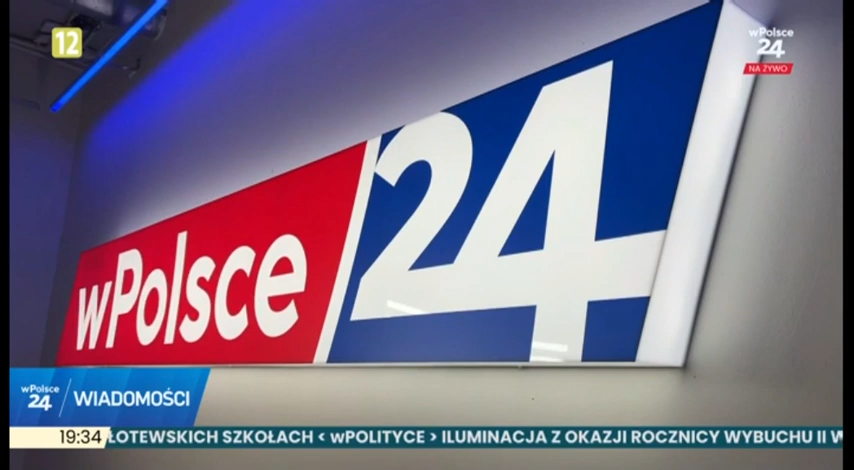 12
wPolsce
24
NA ŻYWO
wPolsce 24
wPolsce
24
WIADOMOŚCI
19:34
ŁOTEWSKICH SZKOŁACH < wPOLITYCE > ILUMINACJA Z OKAZJI ROCZNICY WYBUCHU II